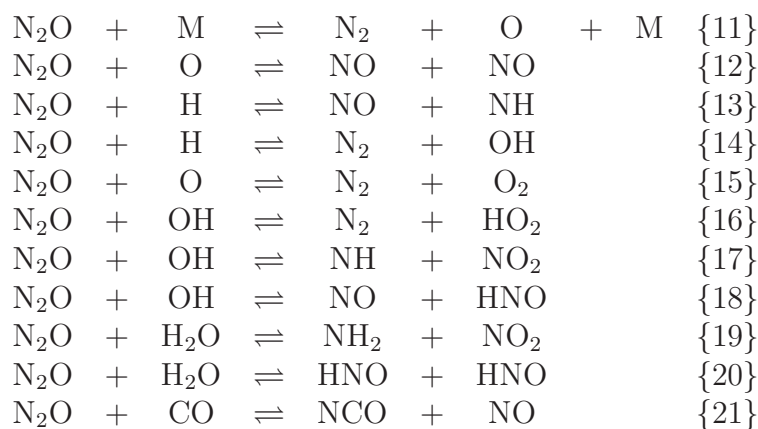 N₂O + M ⇌ N₂ + O + M {11}
N₂O + O ⇌ NO + NO {12}
N₂O + H ⇌ NO + NH {13}
N₂O + H ⇌ N₂ + OH {14}
N₂O + O ⇌ N₂ + O₂ {15}
N₂O + OH ⇌ N₂ + HO₂ {16}
N₂O + OH ⇌ NH + NO₂ {17}
N₂O + OH ⇌ NO + HNO {18}
N₂O + H₂O ⇌ NH₂ + NO₂ {19}
N₂O + H₂O ⇌ HNO + HNO {20}
N₂O + CO ⇌ NCO + NO {21}